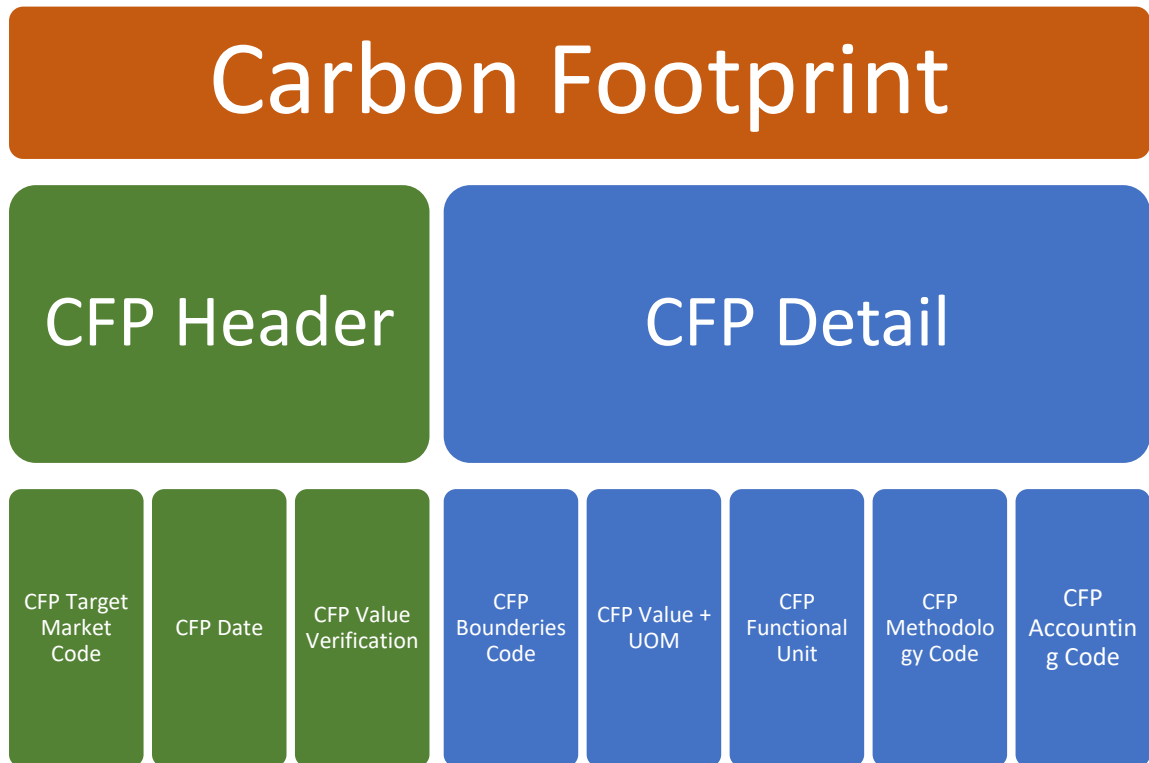 Carbon Footprint
CFP Header
CFP Detail
CFP Target
Market
Code
CFP Date
CFP Value
Verification
CFP
Bounderies
Code
CFP Value +
UOM
CFP
Functional
Unit
CFP
Methodolo
gy Code
CFP
Accountin
g Code